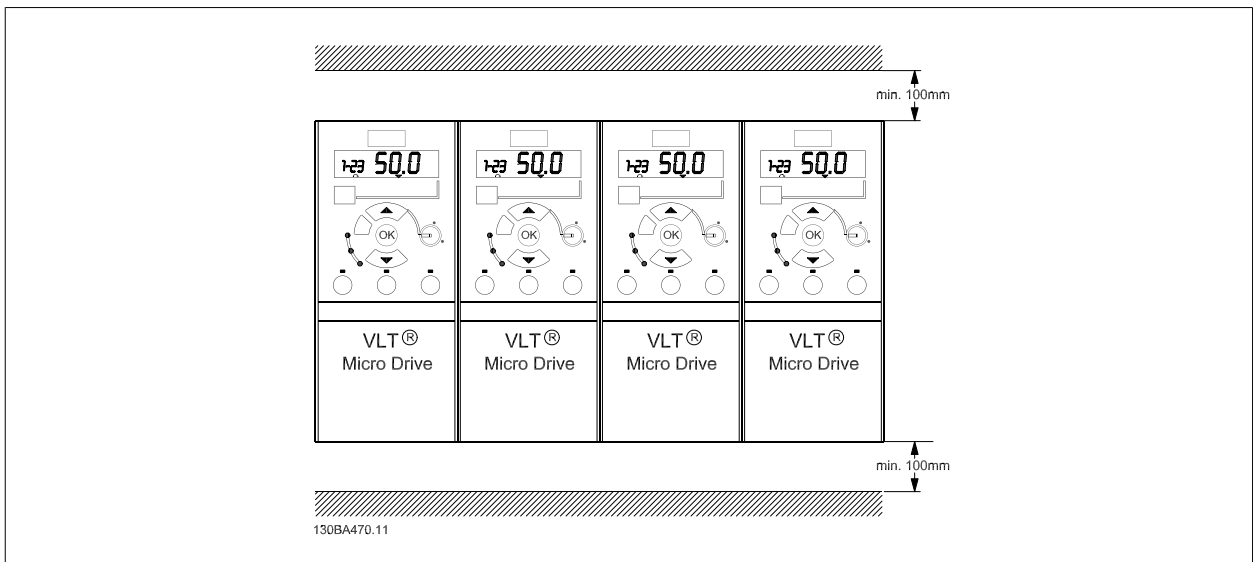 min. 100mm
1-23 50.0
1-23 50.0
1-23 50.0
1-23 50.0
OK
OK
OK
OK
VLT®
Micro Drive
VLT®
Micro Drive
VLT®
Micro Drive
VLT®
Micro Drive
min. 100mm
130BA470.11